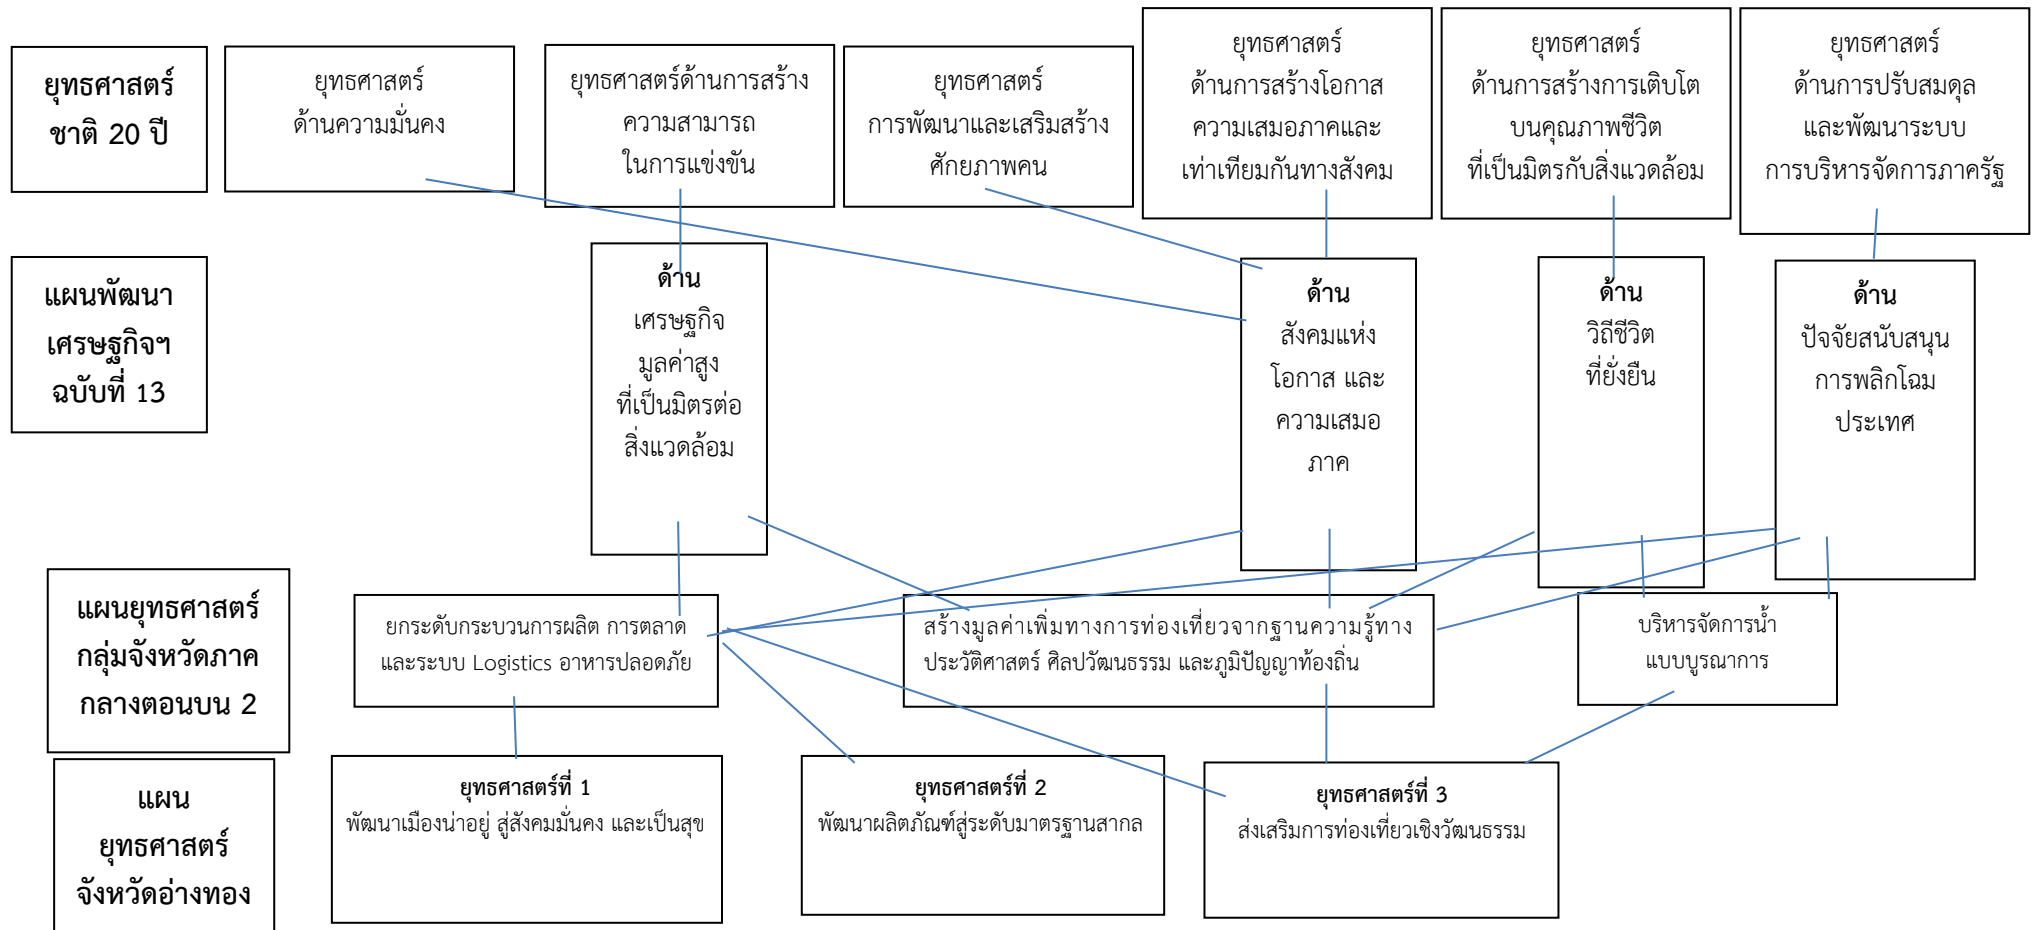 ยุทธศาสตร์
ชาติ 20 ปี
ยุทธศาสตร์
ด้านความมั่นคง
ยุทธศาสตร์ด้านการสร้าง
ความสามารถ
ในการแข่งขัน
ยุทธศาสตร์
การพัฒนาและเสริมสร้าง
ศักยภาพคน
ยุทธศาสตร์
ด้านการสร้างโอกาส
ความเสมอภาคและ
เท่าเทียมกันทางสังคม
ยุทธศาสตร์
ด้านการสร้างการเติบโต
บนคุณภาพชีวิต
ที่เป็นมิตรกับสิ่งแวดล้อม
ยุทธศาสตร์
ด้านการปรับสมดุล
และพัฒนาระบบ
การบริหารจัดการภาครัฐ
แผนพัฒนา
เศรษฐกิจฯ
ฉบับที่ 13
ด้าน
เศรษฐกิจ
มูลค่าสูง
ที่เป็นมิตรต่อ
สิ่งแวดล้อม
ด้าน
สังคมแห่ง
โอกาส และ
ความเสมอ
ภาค
ด้าน
วิถีชีวิต
ที่ยั่งยืน
ด้าน
ปัจจัยสนับสนุน
การพลิกโฉม
ประเทศ
แผนยุทธศาสตร์
กลุ่มจังหวัดภาค
กลางตอนบน 2
ยกระดับกระบวนการผลิต การตลาด
และระบบ Logistics อาหารปลอดภัย
สร้างมูลค่าเพิ่มทางการท่องเที่ยวจากฐานความรู้ทาง
ประวัติศาสตร์ ศิลปวัฒนธรรม และภูมิปัญญาท้องถิ่น
บริหารจัดการน้ำ
แบบบูรณาการ
แผน
ยุทธศาสตร์
จังหวัดอ่างทอง
ยุทธศาสตร์ที่ 1
พัฒนาเมืองน่าอยู่ สู่สังคมมั่นคง และเป็นสุข
ยุทธศาสตร์ที่ 2
พัฒนาผลิตภัณฑ์สู่ระดับมาตรฐานสากล
ยุทธศาสตร์ที่ 3
ส่งเสริมการท่องเที่ยวเชิงวัฒนธรรม